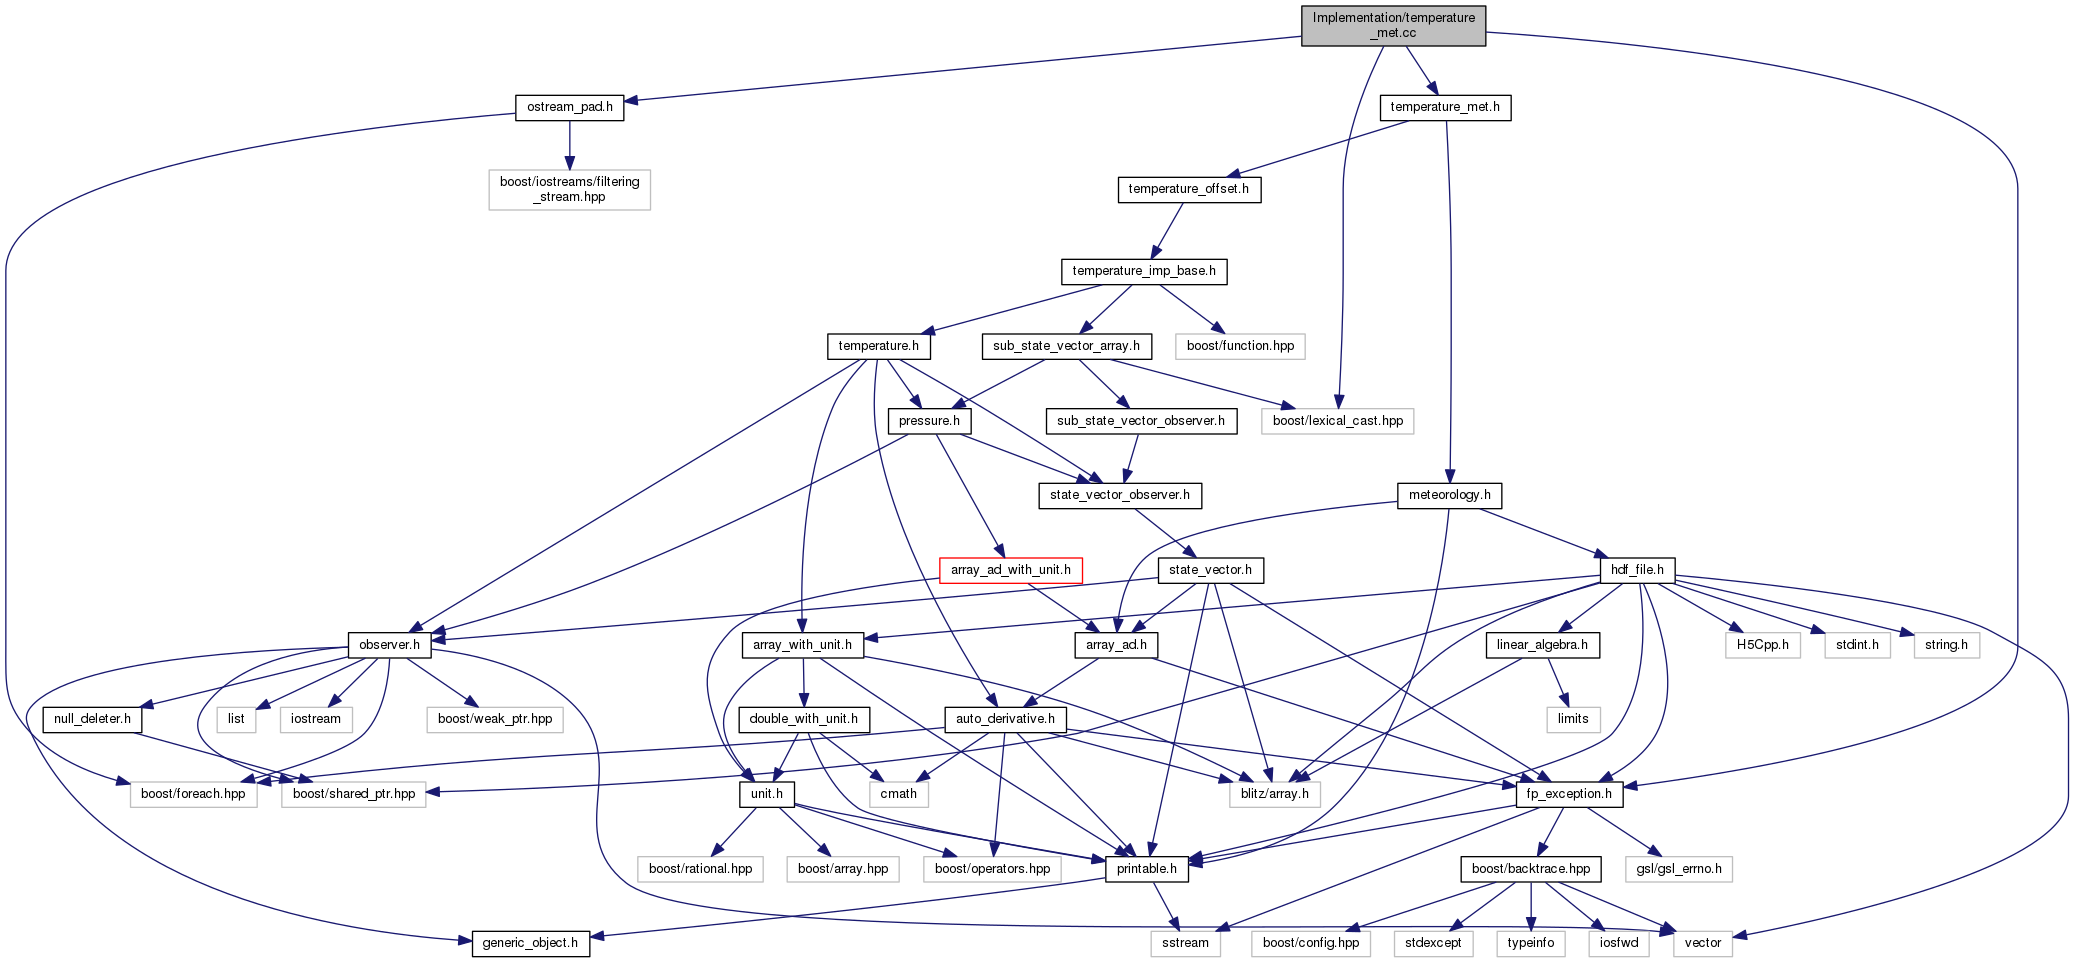 Implementation/temperature
_met.cc
ostream_pad.h
temperature_met.h
boost/iostreams/filtering
_stream.hpp
temperature_offset.h
temperature_imp_base.h
temperature.h
sub_state_vector_array.h
boost/function.hpp
pressure.h
sub_state_vector_observer.h
boost/lexical_cast.hpp
state_vector_observer.h
meteorology.h
array_ad_with_unit.h
state_vector.h
hdf_file.h
observer.h
array_with_unit.h
array_ad.h
linear_algebra.h
H5Cpp.h
stdint.h
string.h
null_deleter.h
list
iostream
boost/weak_ptr.hpp
double_with_unit.h
auto_derivative.h
limits
boost/foreach.hpp
boost/shared_ptr.hpp
unit.h
cmath
blitz/array.h
fp_exception.h
boost/rational.hpp
boost/array.hpp
boost/operators.hpp
printable.h
boost/backtrace.hpp
gsl/gsl_errno.h
generic_object.h
sstream
boost/config.hpp
stdexcept
typeinfo
iosfwd
vector